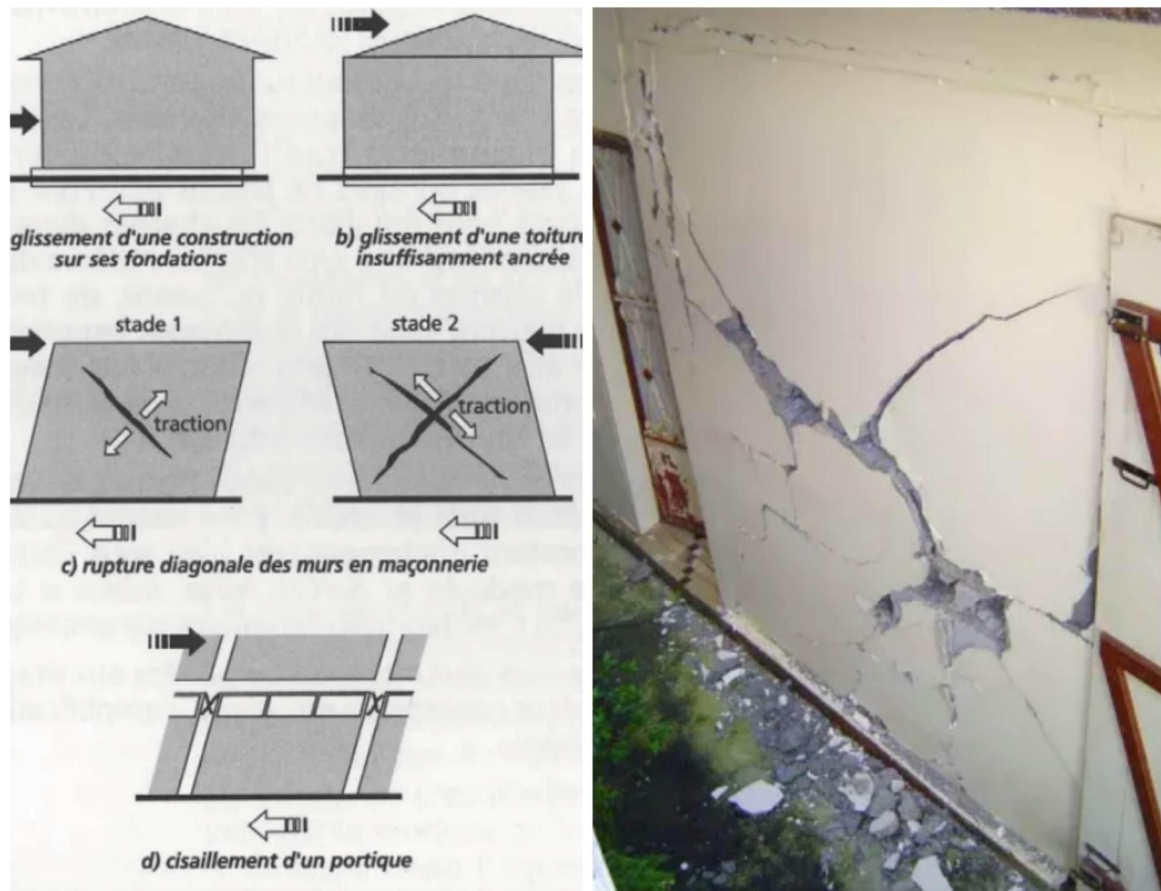 glissement d'une construction
sur ses fondations
b) glissement d'une toiture
insuffisamment ancrée
stade 1
stade 2
traction
traction
c) rupture diagonale des murs en maçonnerie
d) cisaillement d'un portique